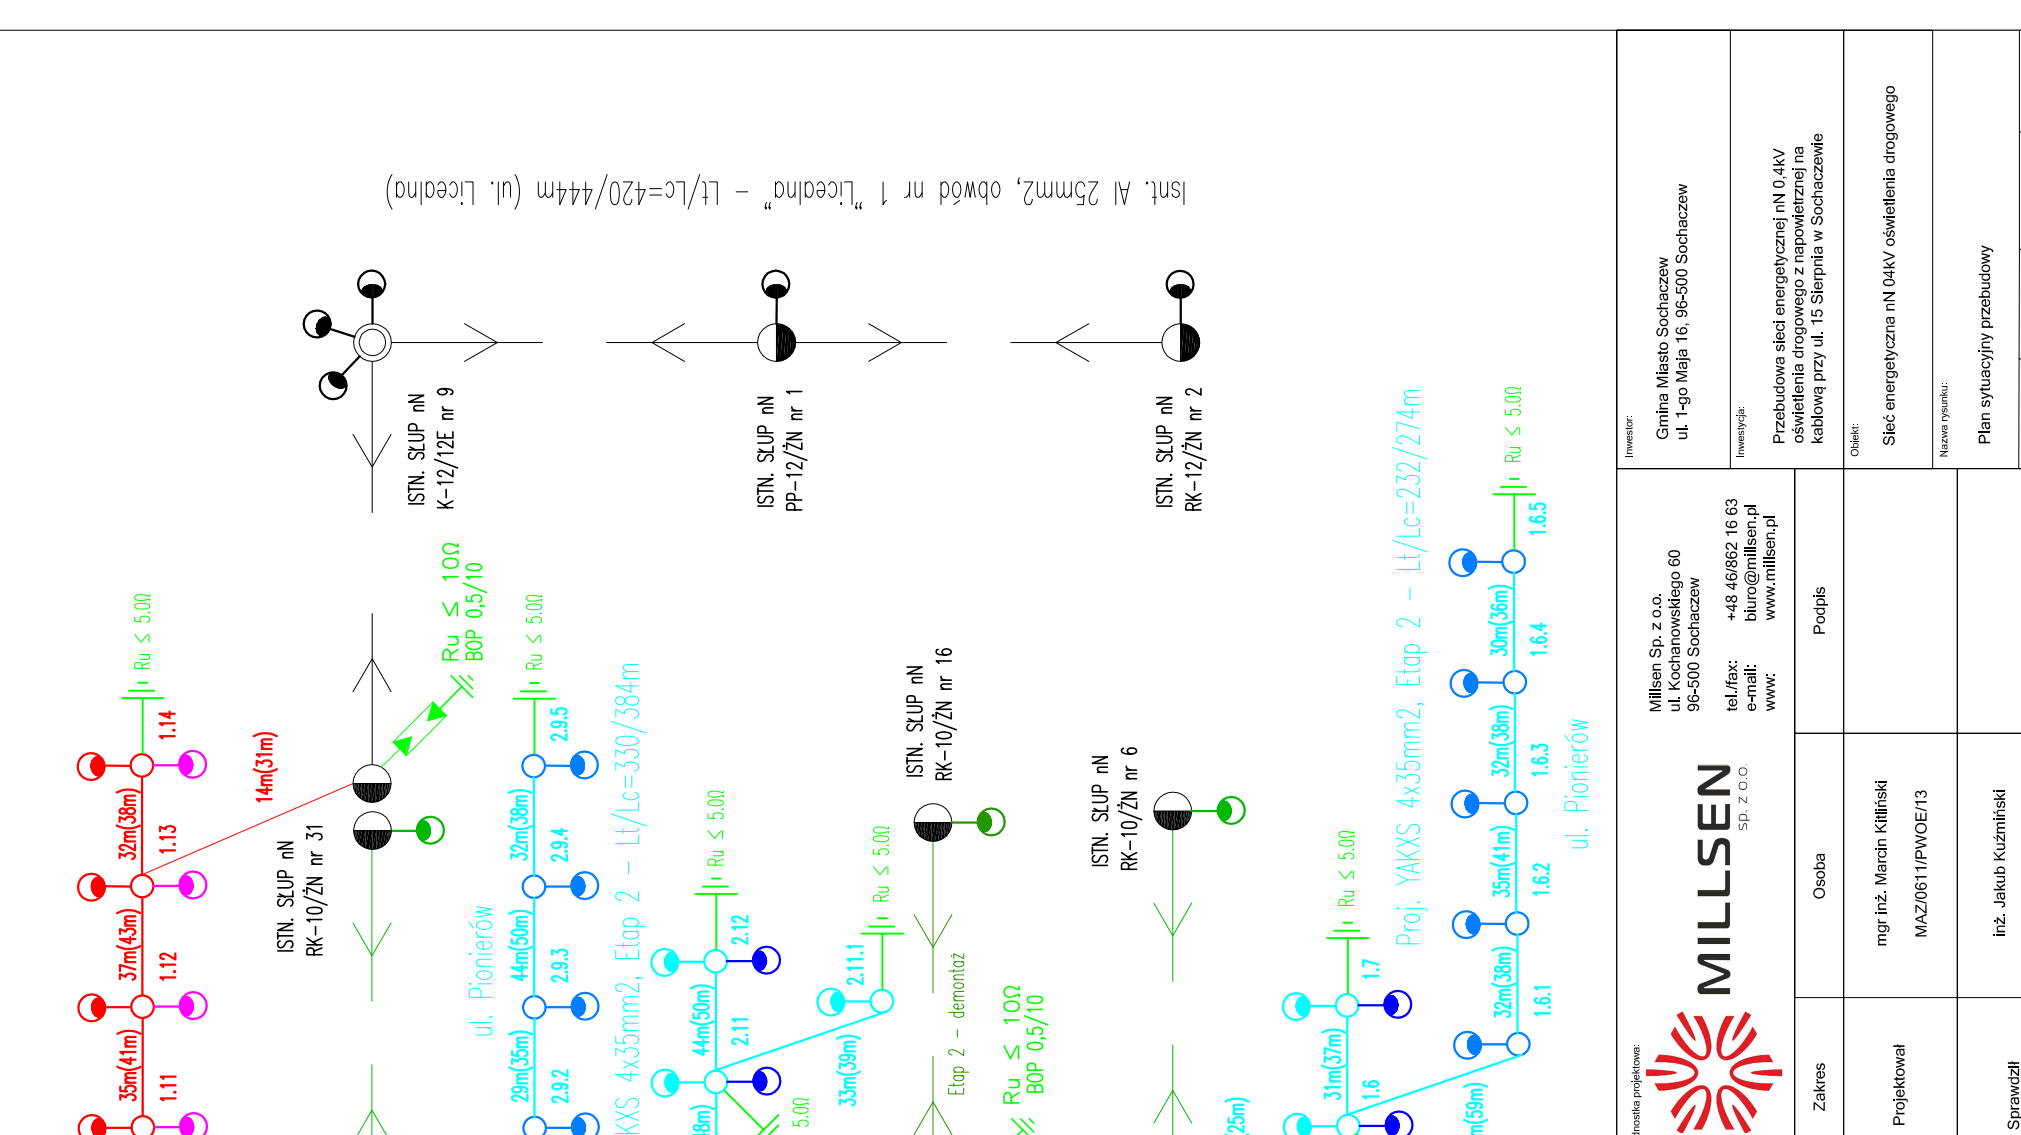 Isnt. Al 25mm2, obwód nr 1 "Licealna" - Lt/Lc=420/444m (ul. Licealna)
ISTN. SŁUP nN
K-12/12E nr 9
ISTN. SŁUP nN
PP-12/ŻN nr 1
ISTN. SŁUP nN
RK-12/ŻN nr 2
Ru ≤ 5.0Ω
1.14
32m(38m)
1.13
37m(43m)
1.12
35m(41m)
1.11
14m(31m)
Ru ≤ 10Ω
BOP 0,5/10
ISTN. SŁUP nN
RK-10/ŻN nr 31
ul. Pionierów
Ru ≤ 5.0Ω
2.9.5
32m(38m)
2.9.4
44m(50m)
2.9.3
29m(35m)
2.9.2
KXS 4x35mm2, Etap 2 - Lt/Lc=330/384m
Ru ≤ 5.0Ω
2.12
44m(50m)
2.11
48m)
5.0Ω
Ru ≤ 5.0Ω
2.11.1
33m(39m)
ISTN. SŁUP nN
RK-10/ŻN nr 16
Etap 2 - demontaż
Ru ≤ 10Ω
BOP 0,5/10
ISTN. SŁUP nN
RK-10/ŻN nr 6
(25m)
Ru ≤ 5.0Ω
1.7
31m(37m)
1.6
Proj. YAKXS 4x35mm2, Etap 2 - Lt/Lc=232/274m
Ru ≤ 5.0Ω
1.6.5
30m(36m)
1.6.4
32m(38m)
1.6.3
35m(41m)
1.6.2
32m(38m)
1.6.1
m(59m)
ul. Pionierów
Inwestor:
Gmina Miasto Sochaczew
ul. 1-go Maja 16, 96-500 Sochaczew
Inwestycja:
Przebudowa sieci energetycznej nN 0,4kV
oświetlenia drogowego z napowietrznej na
kablową przy ul. 15 Sierpnia w Sochaczewie
Obiekt:
Sieć energetyczna nN 04kV oświetlenia drogowego
Nazwa rysunku:
Plan sytuacyjny przebudowy
dnostka projektowa:
MILLSEN
sp. z o.o.
Millsen Sp. z o.o.
ul. Kochanowskiego 60
96-500 Sochaczew
tel./fax: +48 46/862 16 63
e-mail: biuro@millsen.pl
www: www.millsen.pl
Zakres
Osoba
Podpis
Projektował
mgr inż. Marcin Kitliński
MAZ/0611/PWOE/13
Sprawdził
inż. Jakub Kuźmiński